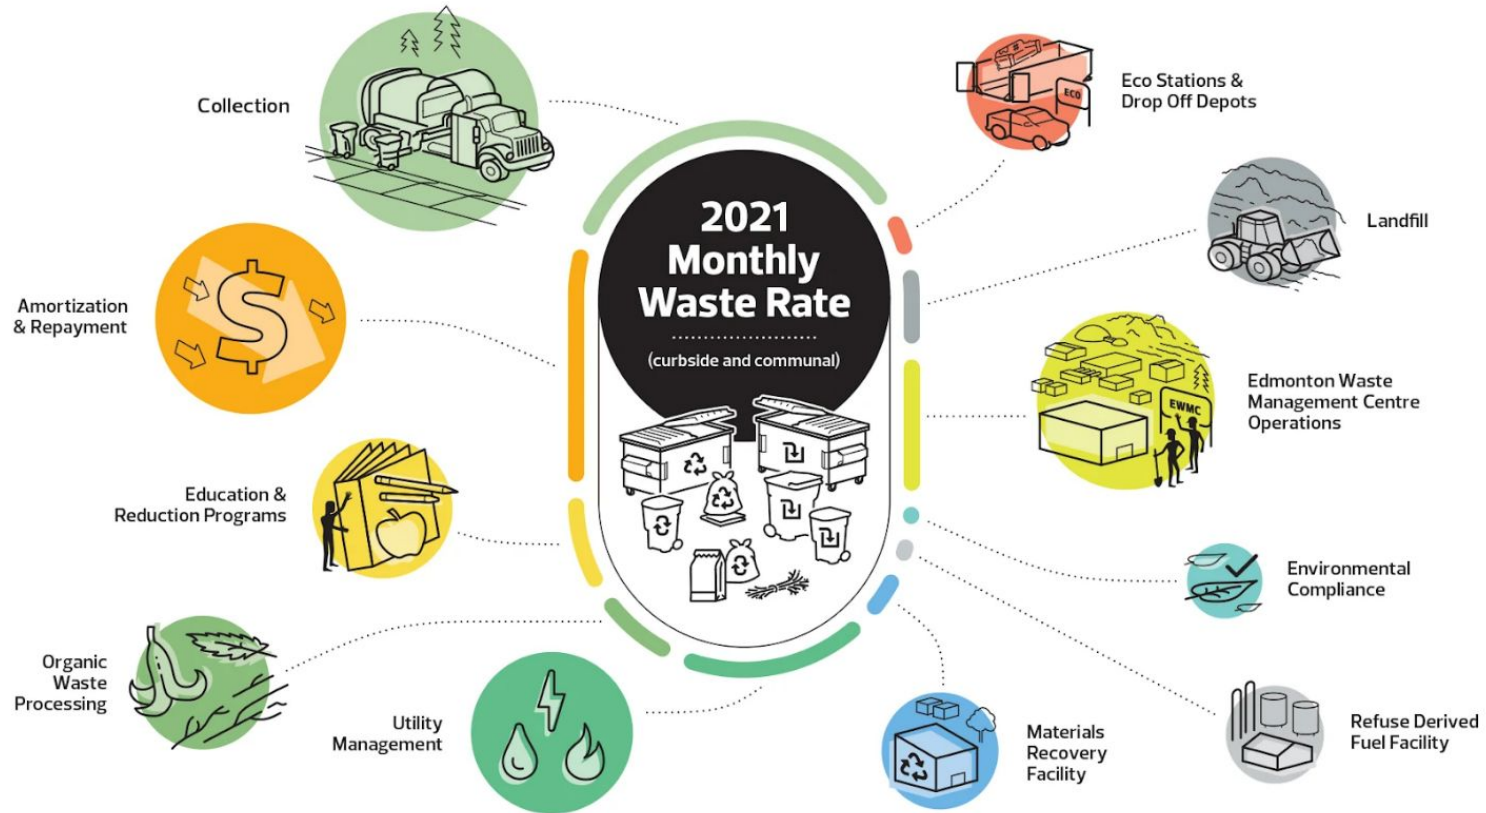 2021
Monthly
Waste Rate
(curbside and communal)
Collection
Eco Stations &
Drop Off Depots
ECO
Landfill
Amortization
& Repayment
$
Edmonton Waste
Management Centre
Operations
EWMC
Education &
Reduction Programs
Environmental
Compliance
Organic
Waste
Processing
Utility
Management
Materials
Recovery
Facility
Refuse Derived
Fuel Facility